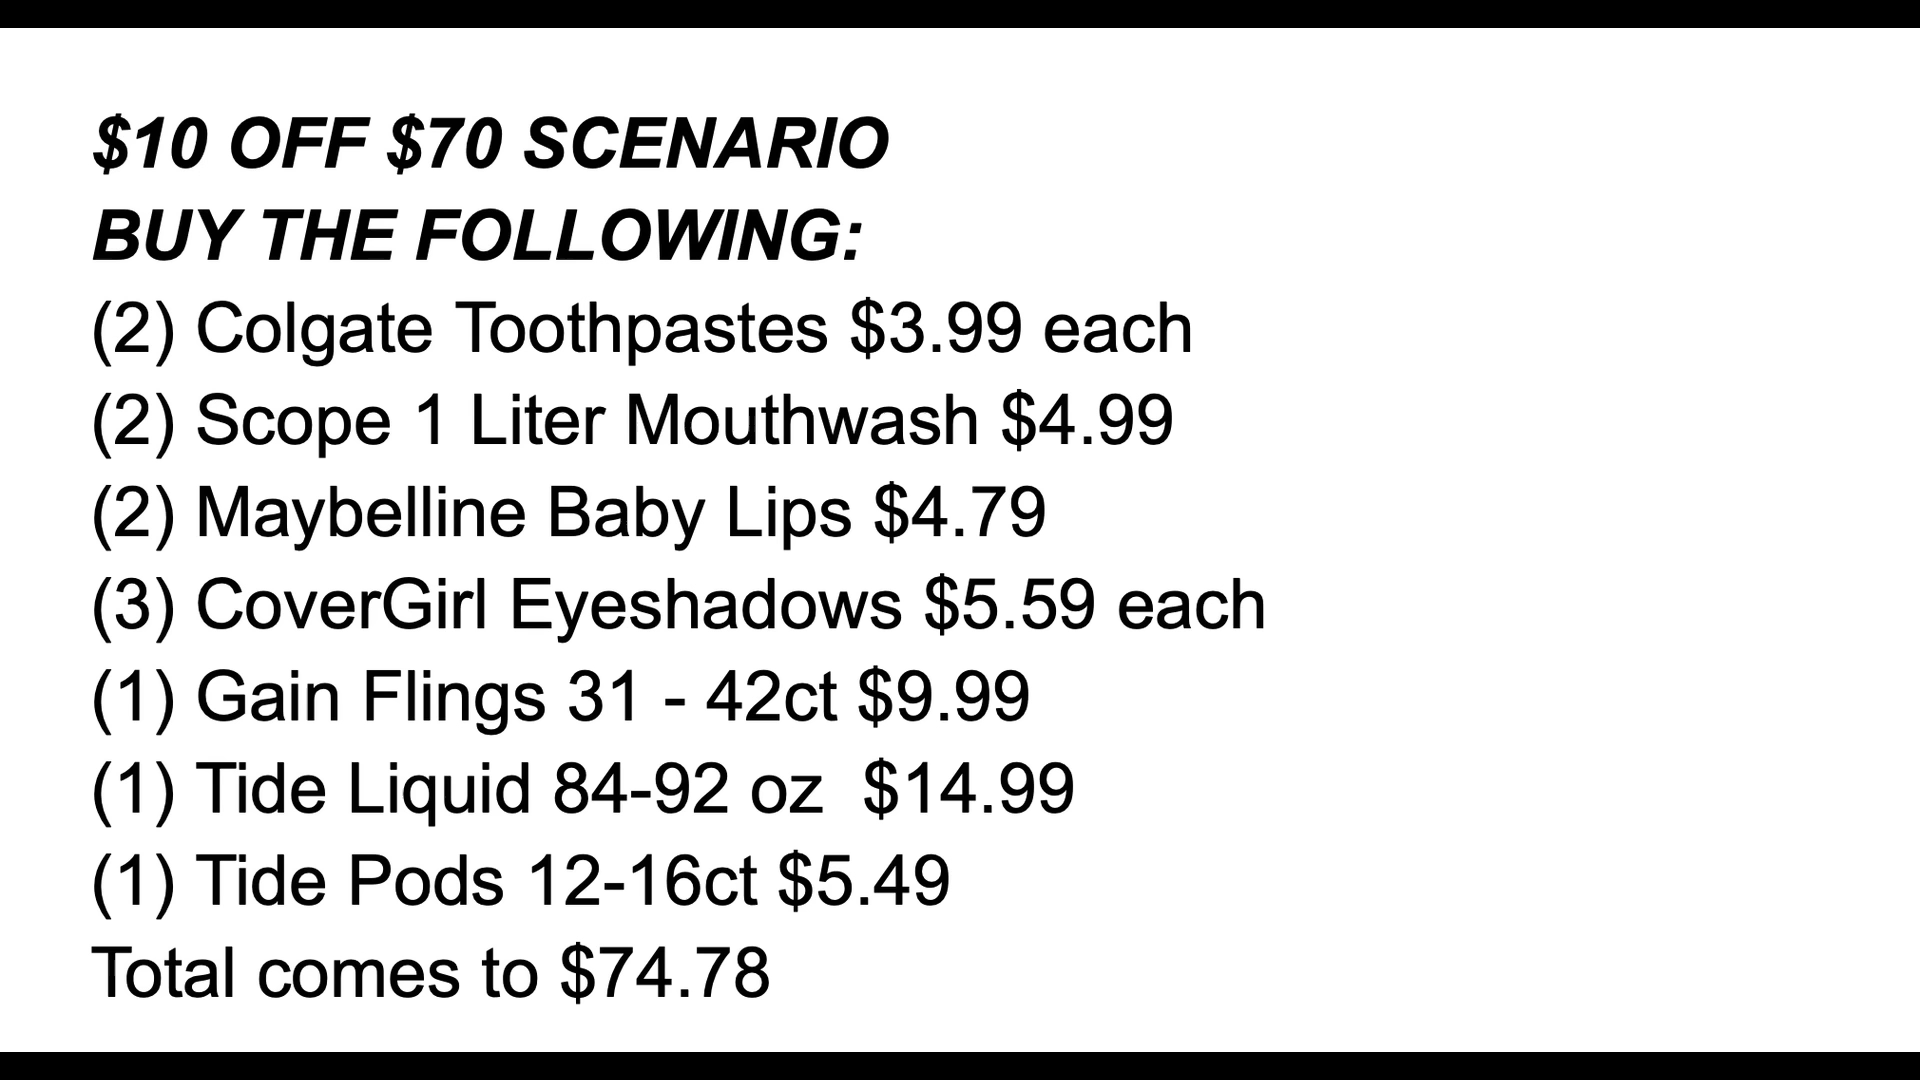 $10 OFF $70 SCENARIO
BUY THE FOLLOWING:
(2) Colgate Toothpastes $3.99 each
(2) Scope 1 Liter Mouthwash $4.99
(2) Maybelline Baby Lips $4.79
(3) CoverGirl Eyeshadows $5.59 each
(1) Gain Flings 31 - 42ct $9.99
(1) Tide Liquid 84-92 oz  $14.99
(1) Tide Pods 12-16ct $5.49
Total comes to $74.78